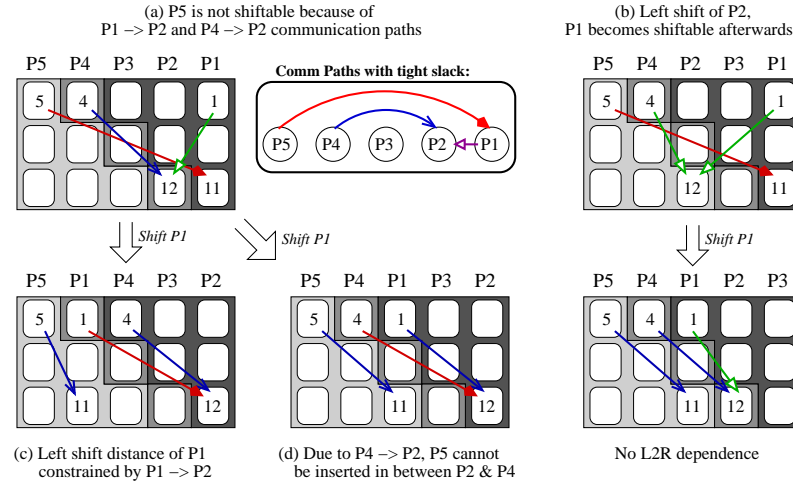 (a) P5 is not shiftable because of
P1 −> P2 and P4 −> P2 communication paths
(b) Left shift of P2,
P1 becomes shiftable afterwards
P5 P4 P3 P2 P1
Comm Paths with tight slack:
P5 P4 P2 P3 P1
5 4 1
12 11
P5 P4 P3 P2 P1
5 4 1
12 11
Shift P1
Shift P1
Shift P1
P5 P1 P4 P3 P2
P5 P4 P1 P3 P2
P5 P4 P1 P2 P3
5 1 4
11 12
5 4 1
11 12
5 4 1
11 12
(c) Left shift distance of P1
constrained by P1 −> P2
(d) Due to P4 −> P2, P5 cannot
be inserted in between P2 & P4
No L2R dependence